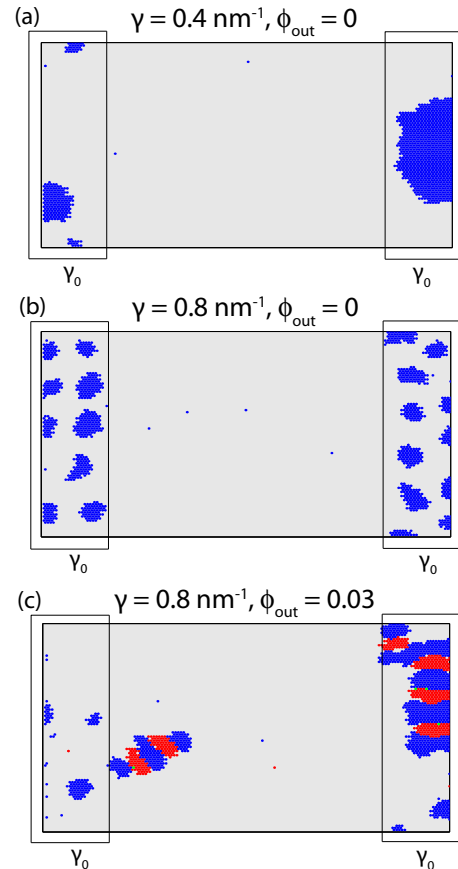 (a) γ = 0.4 nm⁻¹, ϕout = 0
γ₀
(b) γ = 0.8 nm⁻¹, ϕout = 0
γ₀ γ₀
(c) γ = 0.8 nm⁻¹, ϕout = 0.03
γ₀ γ₀